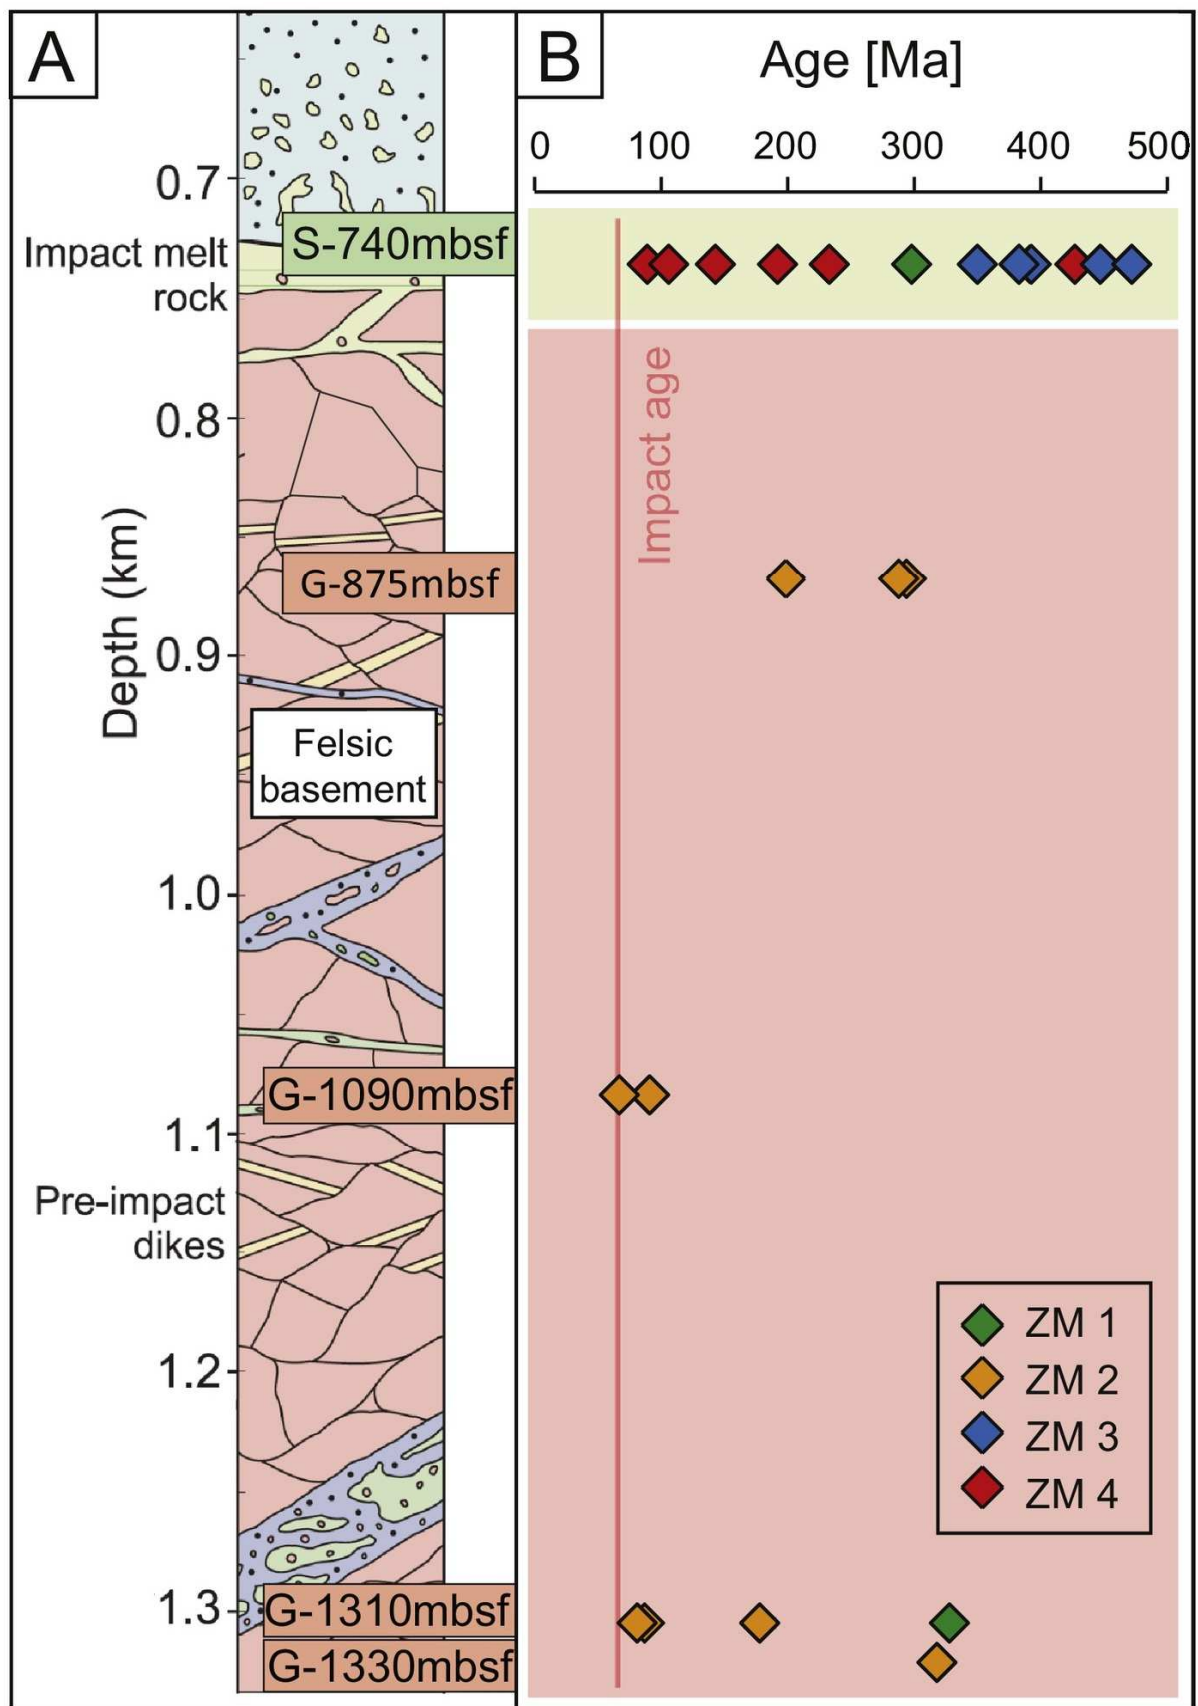 A
B
Age [Ma]
0 100 200 300 400 500
0.7
Impact melt
rock
S-740mbsf
Impact age
0.8
G-875mbsf
Depth (km)
0.9
Felsic
basement
1.0
G-1090mbsf
1.1
Pre-impact
dikes
1.2
ZM 1
ZM 2
ZM 3
ZM 4
1.3
G-1310mbsf
G-1330mbsf